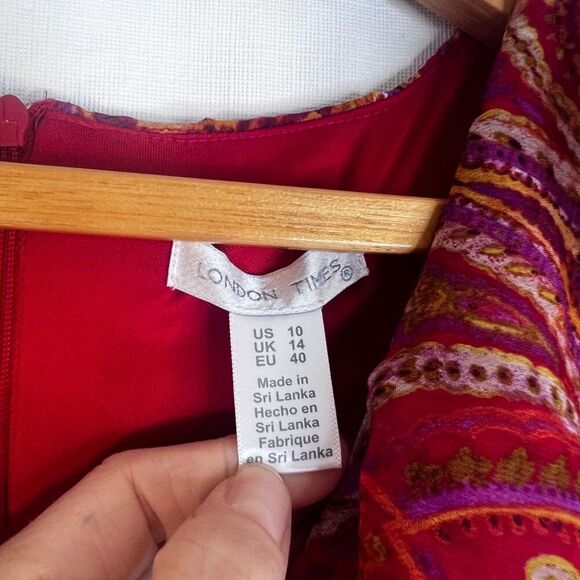 LONDON TIMES®
US 10
UK 14
EU 40
Made in
Sri Lanka
Hecho en
Sri Lanka
Fabrique
en Sri Lanka